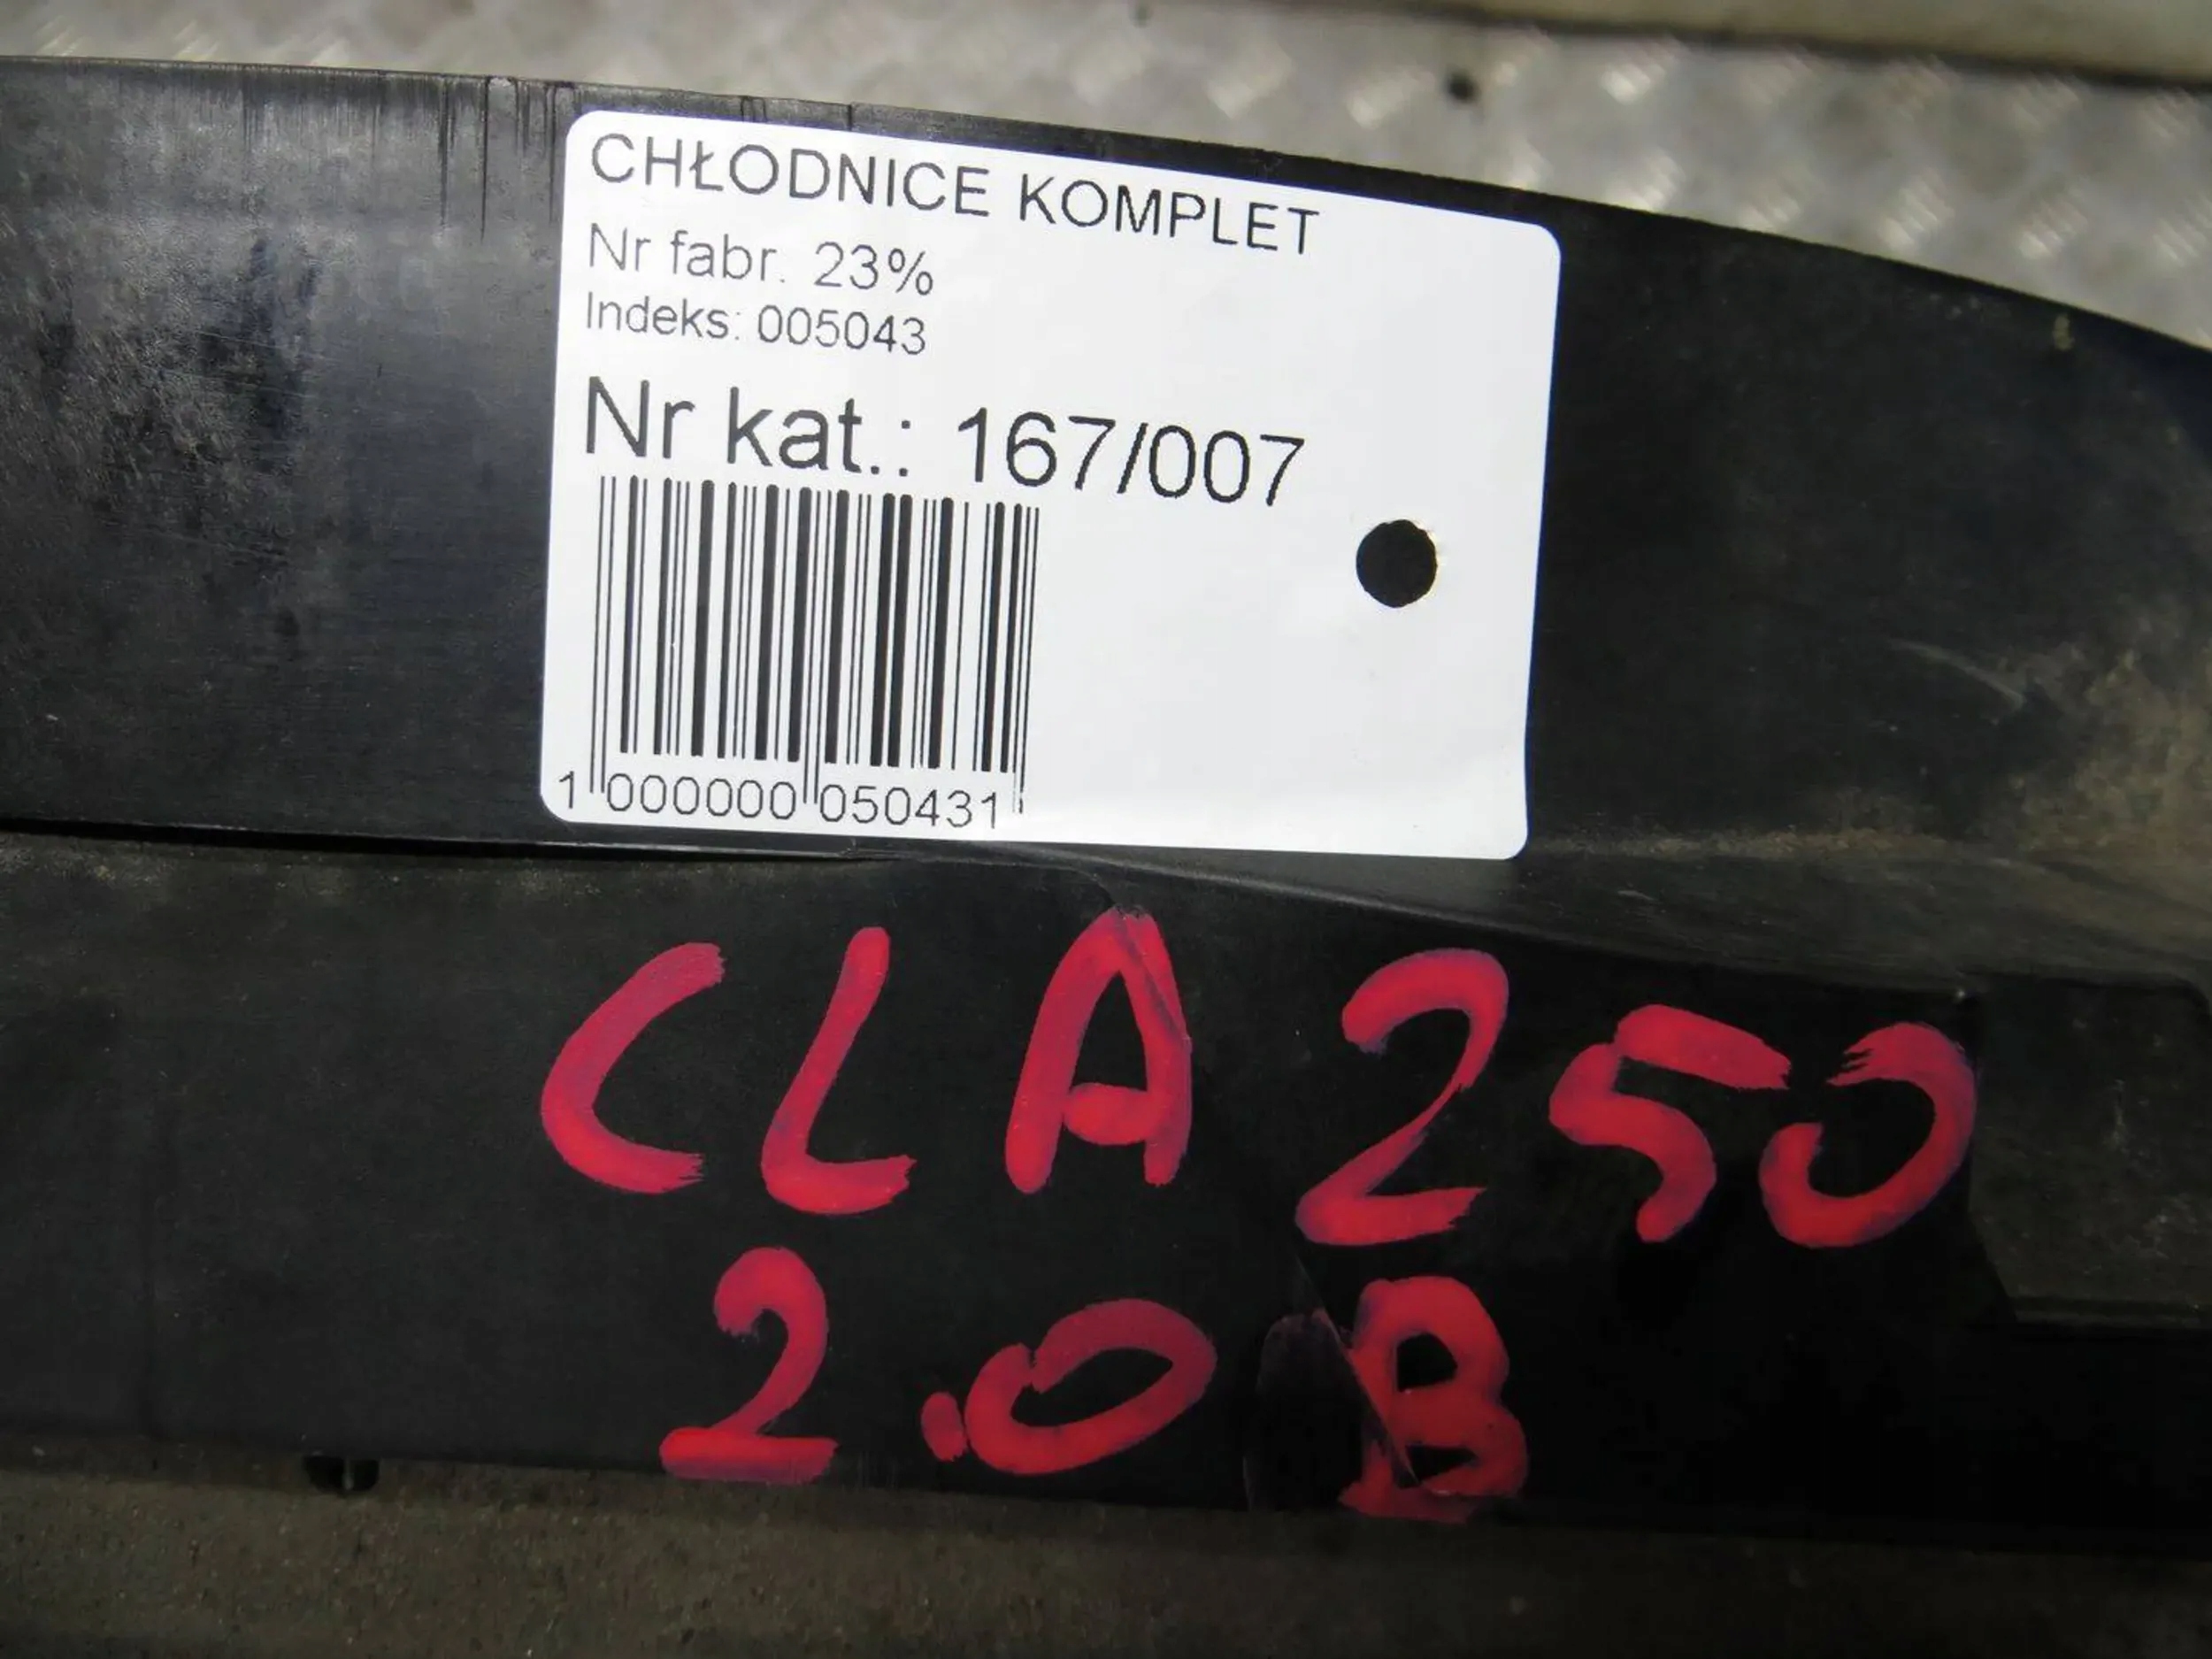 CHŁODNICE KOMPLET
Nr fabr. 23%
Indeks: 005043
Nr kat.: 167/007
1 000000 050431
CLA 250
2.0 B